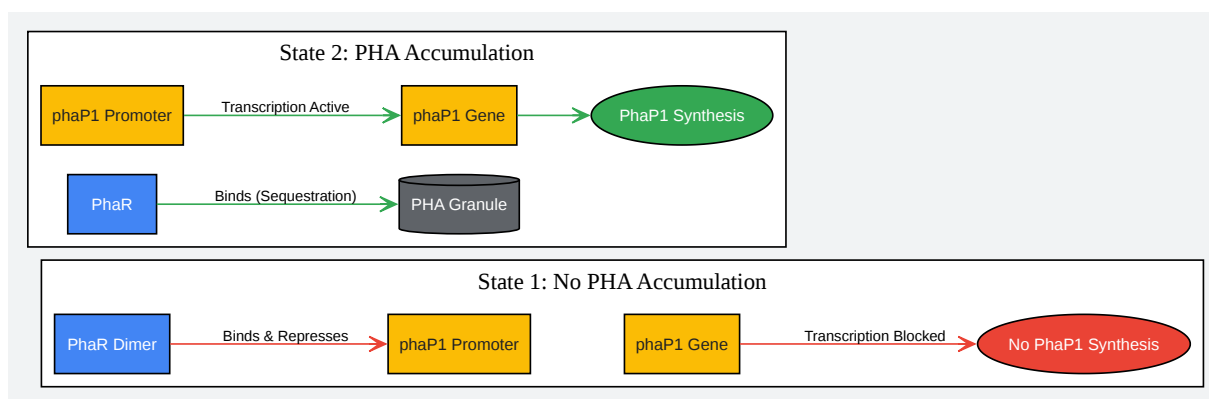 State 2: PHA Accumulation
phaP1 Promoter
Transcription Active
phaP1 Gene
PhaP1 Synthesis
PhaR
Binds (Sequestration)
PHA Granule
State 1: No PHA Accumulation
PhaR Dimer
Binds & Represses
phaP1 Promoter
phaP1 Gene
Transcription Blocked
No PhaP1 Synthesis